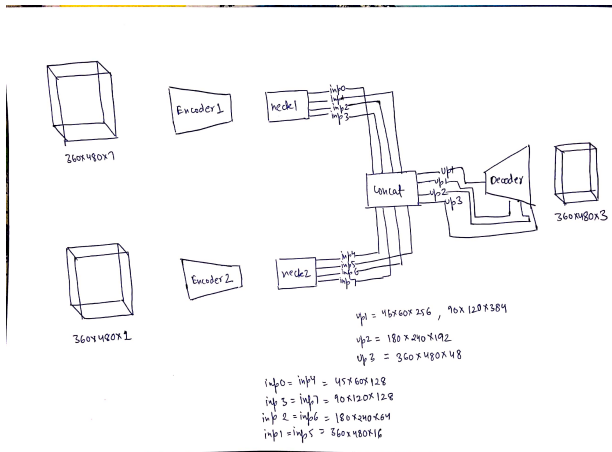 360x480x7
Encoder1
neck1
inp0
inp1
inp2
inp3
Concat
up1
up2
up3
Decoder
360x480x3
360x480x1
Encoder2
neck2
inp4
inp5
inp6
up1 = 45x60x256, 90x120x384
up2 = 180x240x192
up3 = 360x480x48
inp0 = inp4 = 45x60x128
inp3 = inp7 = 90x120x128
inp2 = inp6 = 180x240x64
inp1 = inp5 = 360x480x16